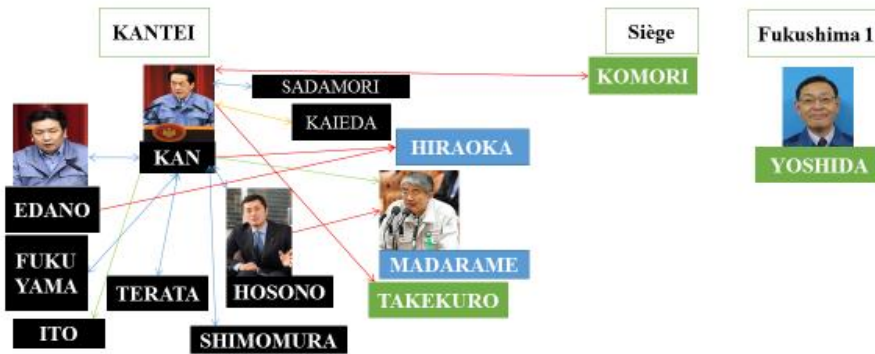 KANTEI
Siège
Fukushima 1
KOMORI
SADAMORI
KAIEDA
KAN
HIRAOKA
YOSHIDA
EDANO
FUKU
YAMA
TERATA
HOSONO
MADARAME
TAKEKURO
ITO
SHIMOMURA